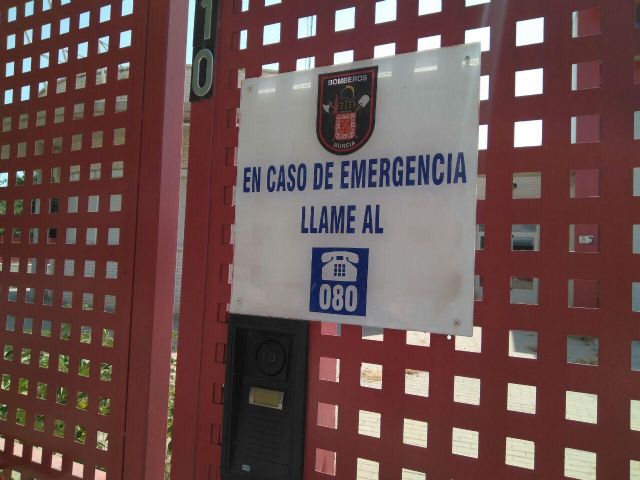 10
BOMBEROS
MURCIA
EN CASO DE EMERGENCIA
LLAME AL
080